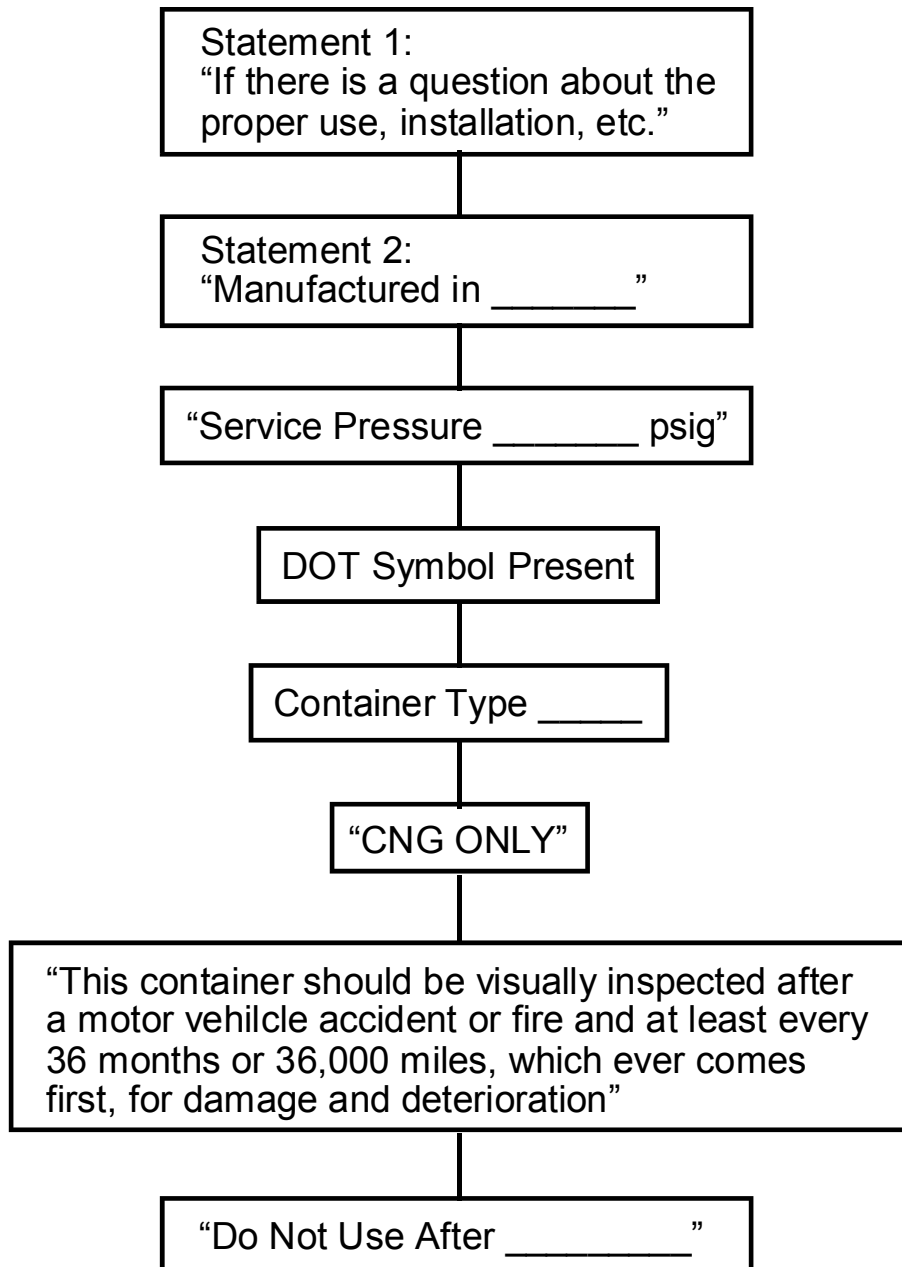 Statement 1:
“If there is a question about the
proper use, installation, etc.”
Statement 2:
“Manufactured in _______”
“Service Pressure _______ psig”
DOT Symbol Present
Container Type _____
“CNG ONLY”
“This container should be visually inspected after
a motor vehilcle accident or fire and at least every
36 months or 36,000 miles, which ever comes
first, for damage and deterioration”
“Do Not Use After _________”